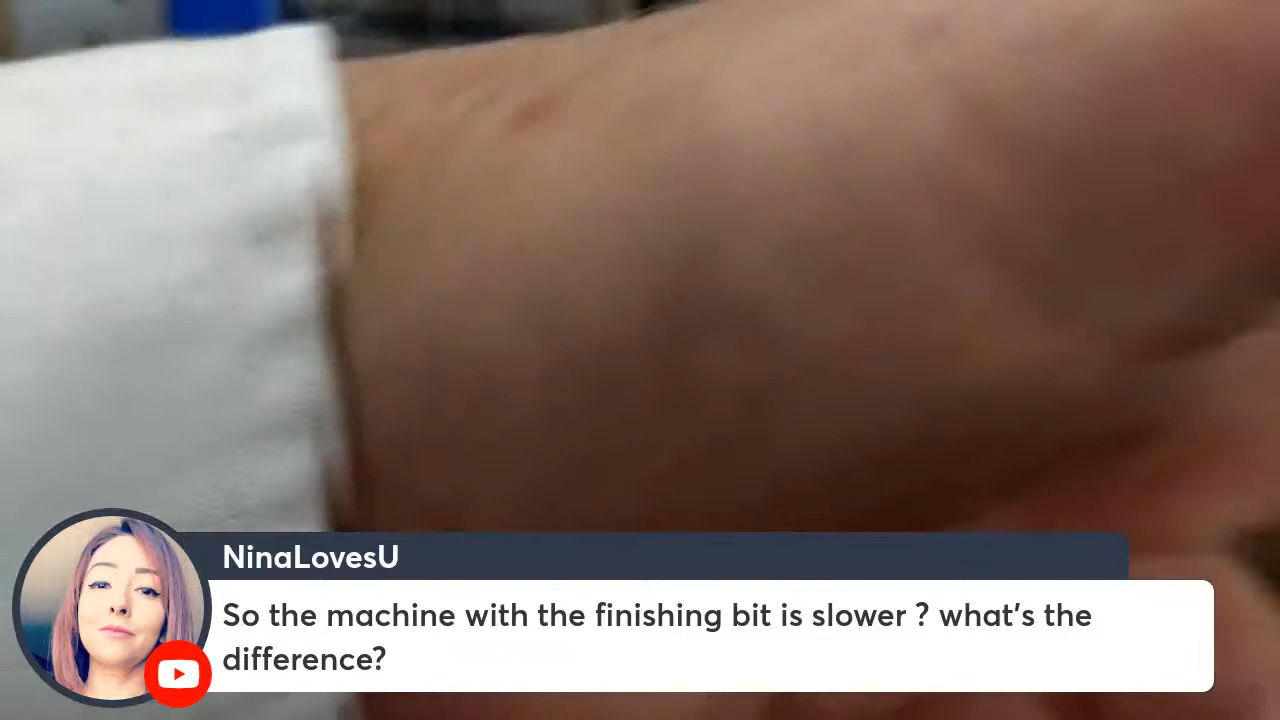 NinaLovesU
So the machine with the finishing bit is slower ? what's the
difference?